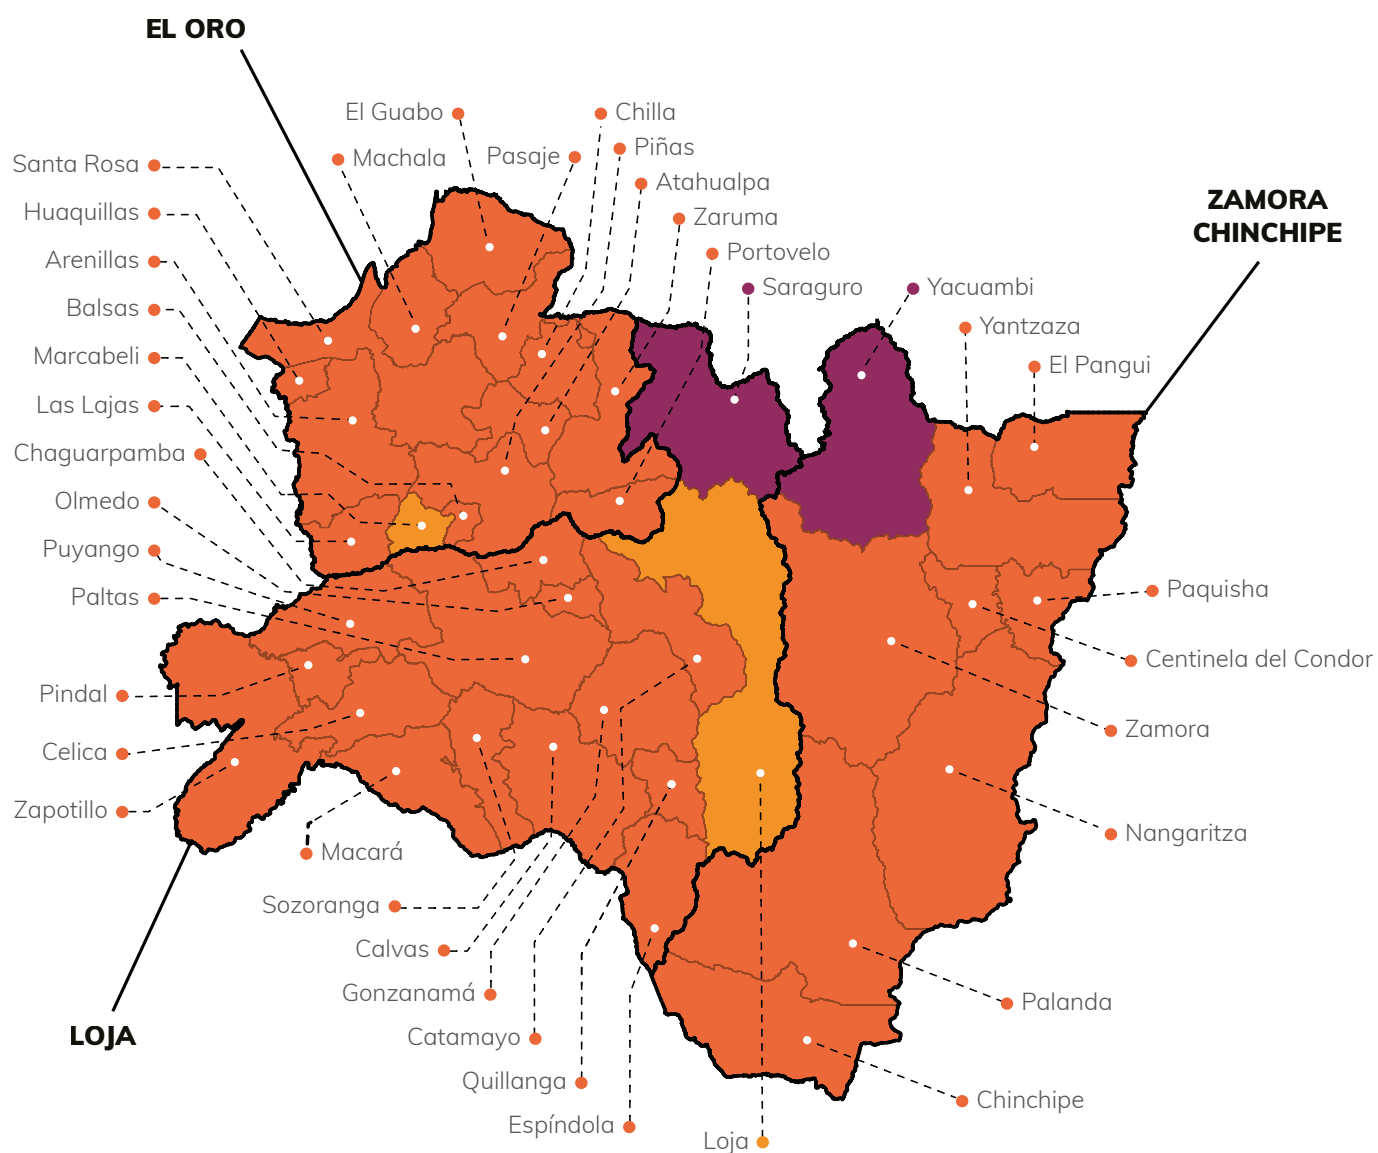 EL ORO
El Guabo
Chilla
Machala
Pasaje
Piñas
Santa Rosa
Atahualpa
ZAMORA
CHINCHIPE
Huaquillas
Zaruma
Portovelo
Arenillas
Saraguro
Yacuambi
Balsas
Yantzaza
Marcabeli
El Pangui
Las Lajas
Chaguarpamba
Olmedo
Puyango
Paltas
Paquisha
Centinela del Condor
Pindal
Zamora
Celica
Zapotillo
Nangaritza
Macará
Sozoranga
Calvas
Gonzanamá
Palanda
LOJA
Catamayo
Quillanga
Chinchipe
Espíndola
Loja